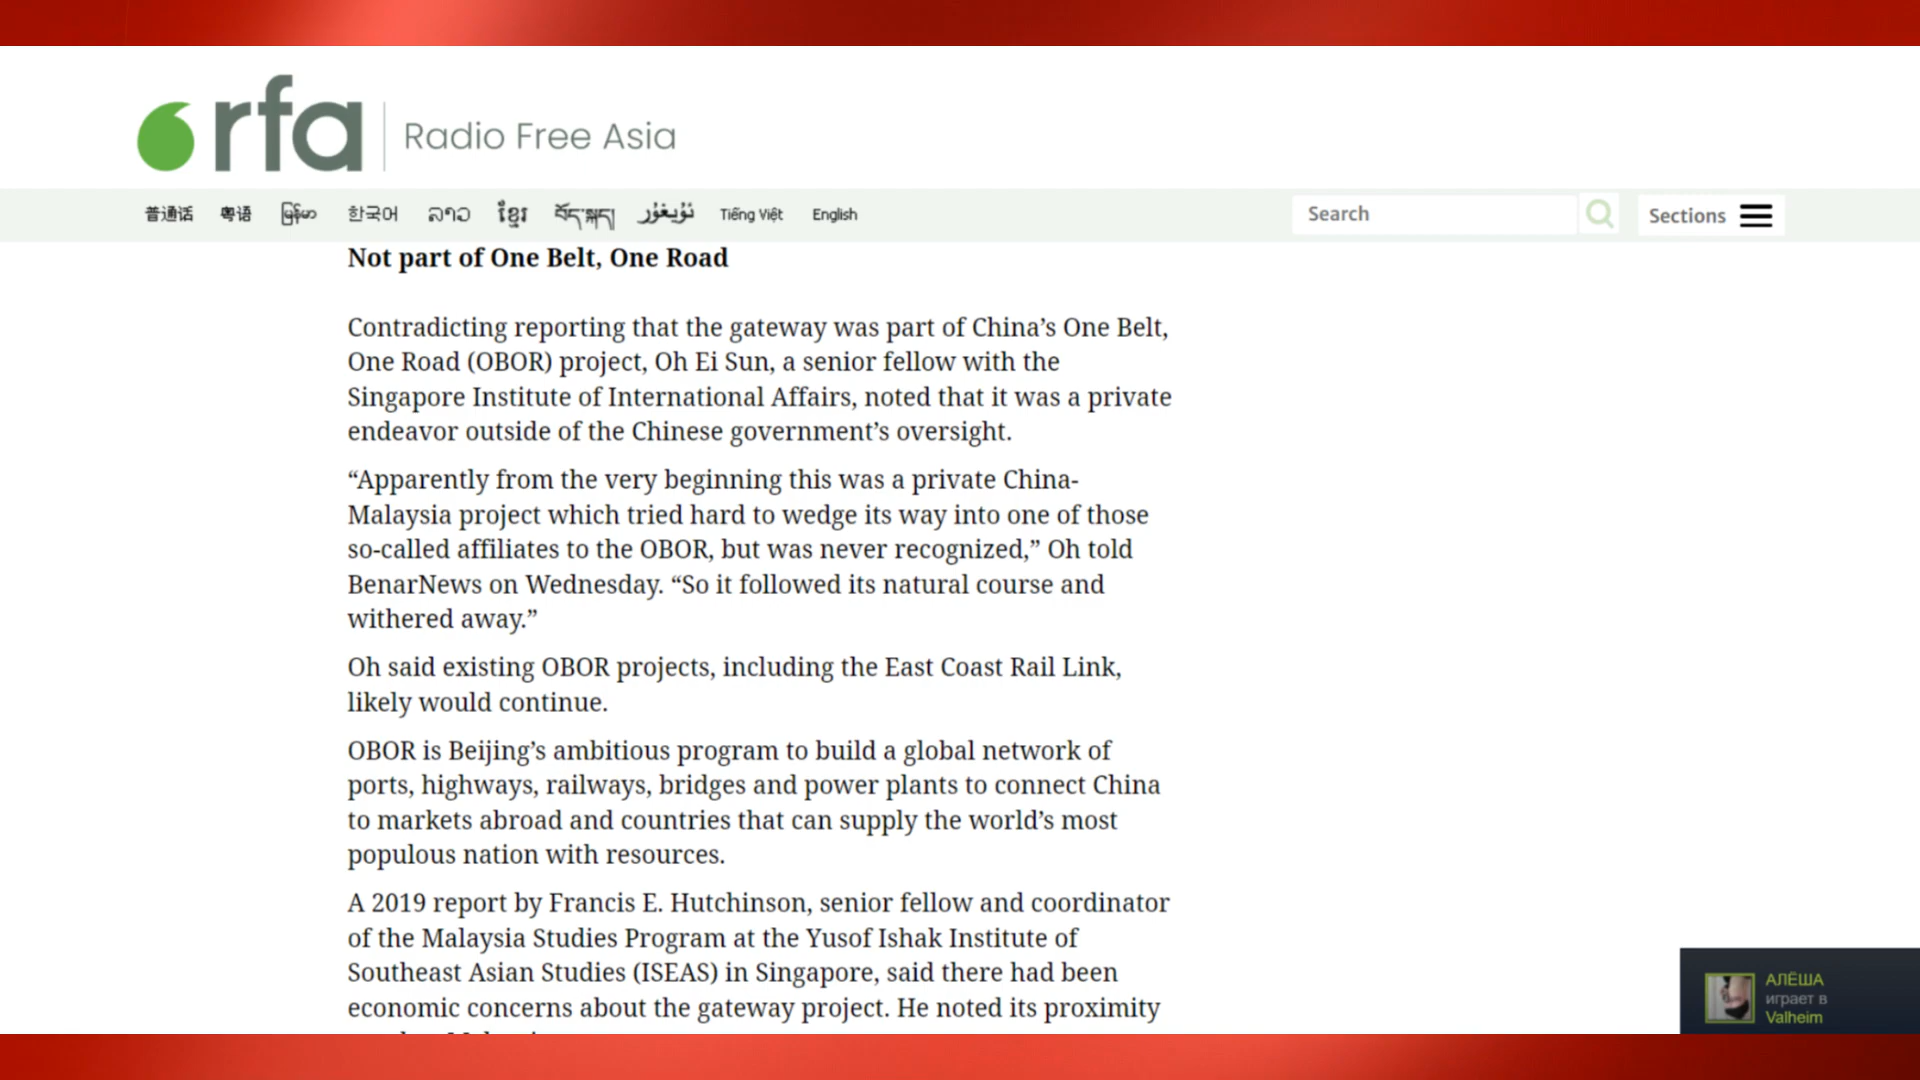 rfa Radio Free Asia
普通话 粤语 မြန်မာ 한국어 ລາວ ខ្មែរ བོད་སྐད། ئۇيغۇر Tiếng Việt English Search Sections
Not part of One Belt, One Road
Contradicting reporting that the gateway was part of China’s One Belt,
One Road (OBOR) project, Oh Ei Sun, a senior fellow with the
Singapore Institute of International Affairs, noted that it was a private
endeavor outside of the Chinese government’s oversight.
“Apparently from the very beginning this was a private China-
Malaysia project which tried hard to wedge its way into one of those
so-called affiliates to the OBOR, but was never recognized,” Oh told
BenarNews on Wednesday. “So it followed its natural course and
withered away.”
Oh said existing OBOR projects, including the East Coast Rail Link,
likely would continue.
OBOR is Beijing’s ambitious program to build a global network of
ports, highways, railways, bridges and power plants to connect China
to markets abroad and countries that can supply the world’s most
populous nation with resources.
A 2019 report by Francis E. Hutchinson, senior fellow and coordinator
of the Malaysia Studies Program at the Yusof Ishak Institute of
Southeast Asian Studies (ISEAS) in Singapore, said there had been
economic concerns about the gateway project. He noted its proximity
АЛЁША
играет в
Valheim